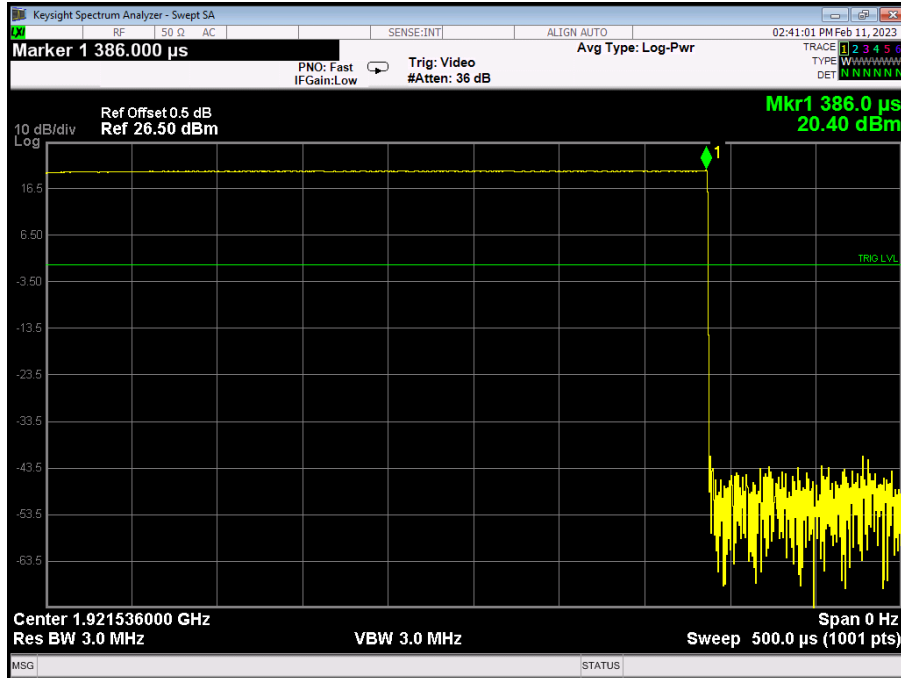 Keysight Spectrum Analyzer - Swept SA
LXI RF 50 Ω AC SENSE:INT ALIGN AUTO 02:41:01 PM Feb 11, 2023
Marker 1 386.000 µs
PNO: Fast
IFGain:Low
Trig: Video
#Atten: 36 dB
Avg Type: Log-Pwr
TRACE 1 2 3 4 5 6
TYPE WWWWWW
DET N N N N N N
Mkr1 386.0 µs
20.40 dBm
Ref Offset 0.5 dB
10 dB/div Ref 26.50 dBm
Log
1
16.5
6.50
TRIG LVL
-3.50
-13.5
-23.5
-33.5
-43.5
-53.5
-63.5
Center 1.921536000 GHz Span 0 Hz
Res BW 3.0 MHz VBW 3.0 MHz Sweep 500.0 µs (1001 pts)
MSG STATUS